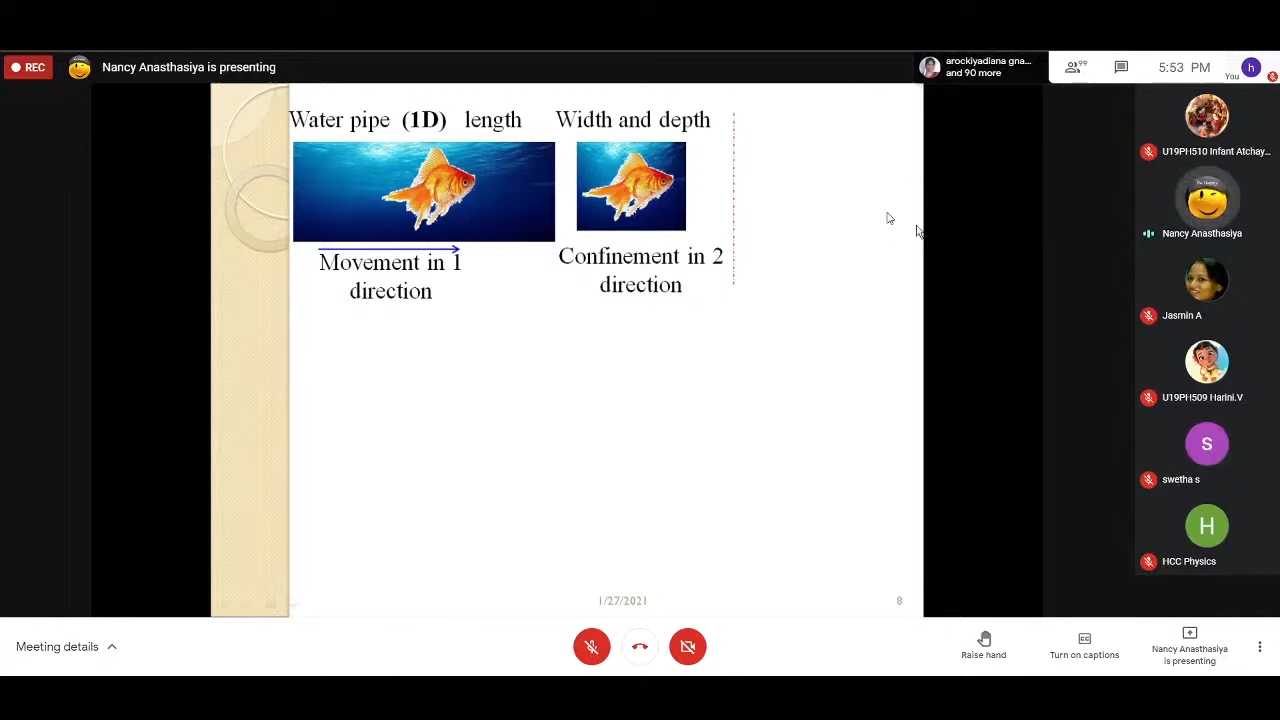 REC
Nancy Anasthasiya is presenting
arockiyadiana gna...
and 90 more
99
5:53 PM
You
h
Water pipe (1D) length
Width and depth
Movement in 1
direction
Confinement in 2
direction
1/27/2021
8
U19PH510 Infant Atchay...
Nancy Anasthasiya
Jasmin A
U19PH509 Harini.V
S
swetha s
H
HCC Physics
Meeting details
Raise hand
Turn on captions
Nancy Anasthasiya
is presenting